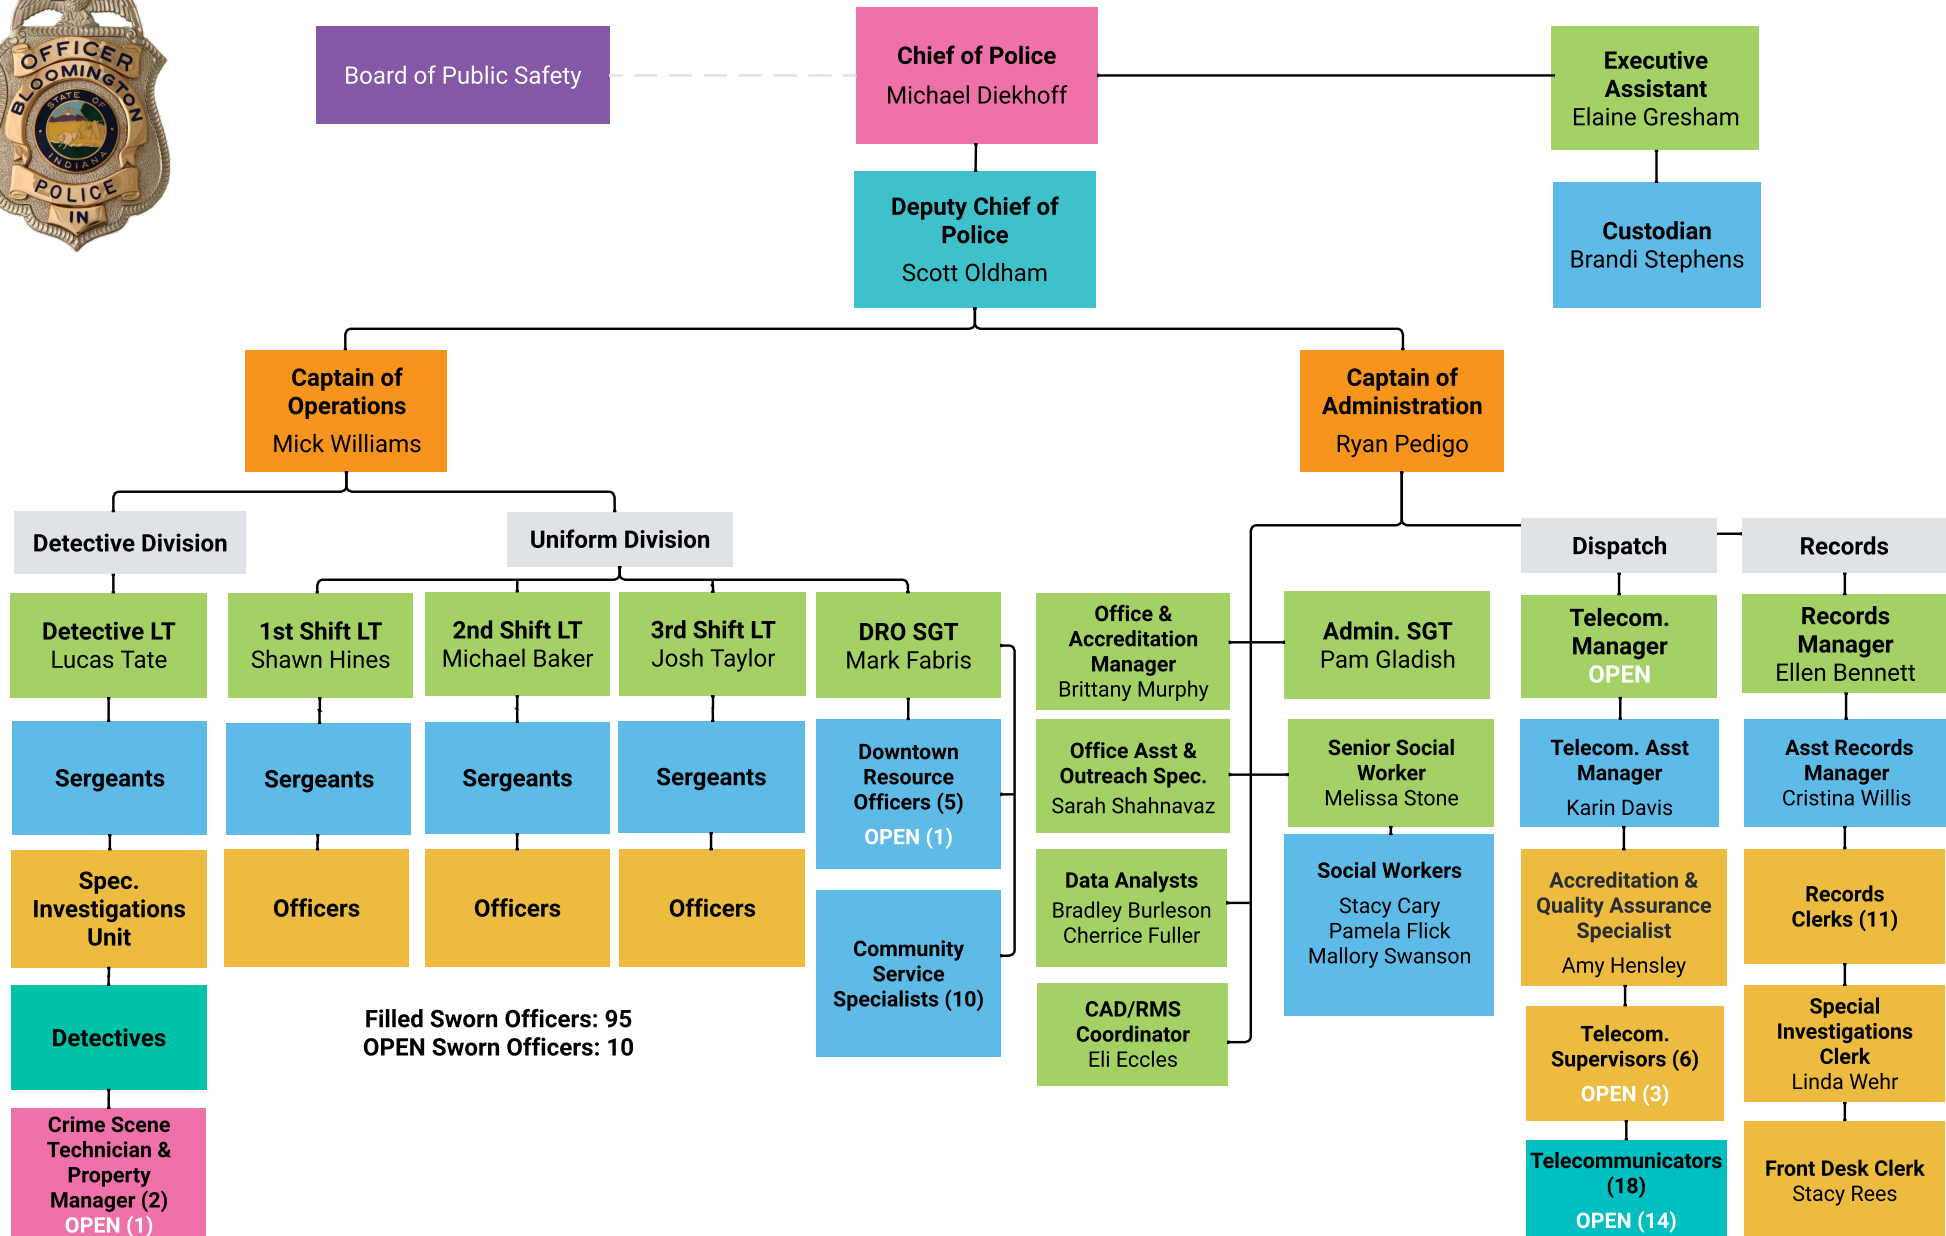 OFFICER
BLOOMINGTON
STATE OF
INDIANA
POLICE
IN
Board of Public Safety
Chief of Police
Michael Diekhoff
Executive
Assistant
Elaine Gresham
Deputy Chief of
Police
Scott Oldham
Custodian
Brandi Stephens
Captain of
Operations
Mick Williams
Captain of
Administration
Ryan Pedigo
Detective Division
Uniform Division
Dispatch
Records
Detective LT
Lucas Tate
1st Shift LT
Shawn Hines
2nd Shift LT
Michael Baker
3rd Shift LT
Josh Taylor
DRO SGT
Mark Fabris
Office &
Accreditation
Manager
Brittany Murphy
Admin. SGT
Pam Gladish
Telecom.
Manager
OPEN
Records
Manager
Ellen Bennett
Sergeants
Sergeants
Sergeants
Sergeants
Downtown
Resource
Officers (5)
OPEN (1)
Office Asst &
Outreach Spec.
Sarah Shahnavaz
Senior Social
Worker
Melissa Stone
Telecom. Asst
Manager
Karin Davis
Asst Records
Manager
Cristina Willis
Spec.
Investigations
Unit
Officers
Officers
Officers
Community
Service
Specialists (10)
Data Analysts
Bradley Burleson
Cherrice Fuller
Social Workers
Stacy Cary
Pamela Flick
Mallory Swanson
Accreditation &
Quality Assurance
Specialist
Amy Hensley
Records
Clerks (11)
Detectives
Filled Sworn Officers: 95
OPEN Sworn Officers: 10
CAD/RMS
Coordinator
Eli Eccles
Telecom.
Supervisors (6)
OPEN (3)
Special
Investigations
Clerk
Linda Wehr
Crime Scene
Technician &
Property
Manager (2)
OPEN (1)
Telecommunicators
(18)
OPEN (14)
Front Desk Clerk
Stacy Rees